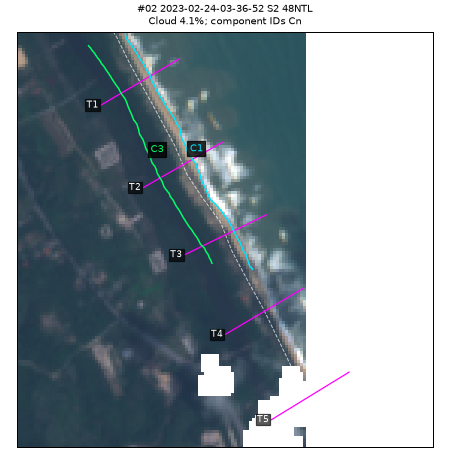 #02 2023-02-24-03-36-52 S2 48NTL
Cloud 4.1%; component IDs Cn
T1
C3
C1
T2
T3
T4
T5